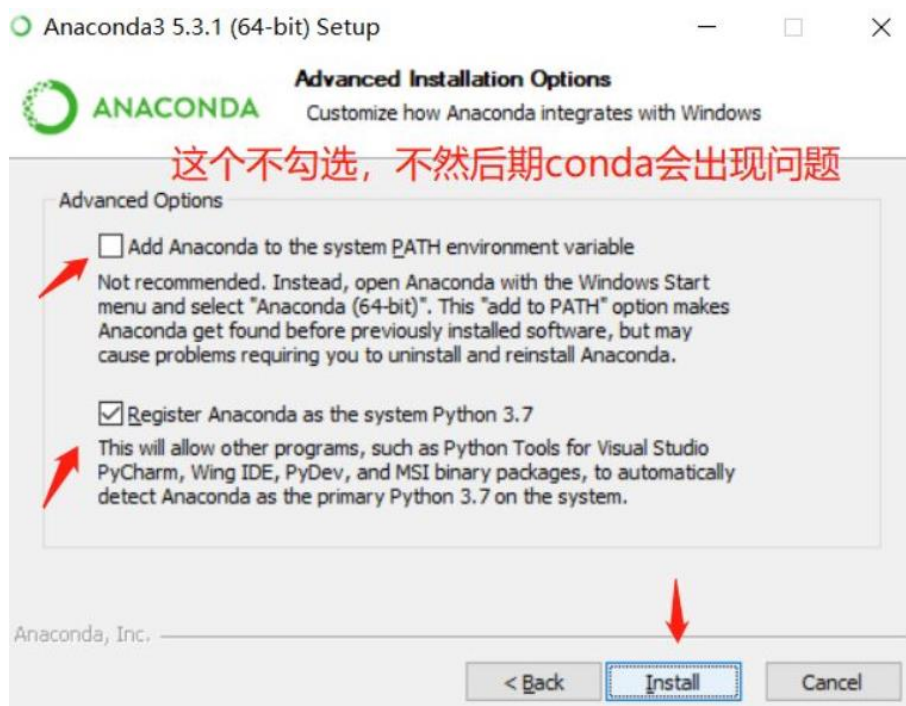 Anaconda3 5.3.1 (64-bit) Setup
Advanced Installation Options
ANACONDA
Customize how Anaconda integrates with Windows
这个不勾选，不然后期conda会出现问题
Advanced Options
Add Anaconda to the system PATH environment variable
Not recommended. Instead, open Anaconda with the Windows Start
menu and select "Anaconda (64-bit)". This "add to PATH" option makes
Anaconda get found before previously installed software, but may
cause problems requiring you to uninstall and reinstall Anaconda.
Register Anaconda as the system Python 3.7
This will allow other programs, such as Python Tools for Visual Studio
PyCharm, Wing IDE, PyDev, and MSI binary packages, to automatically
detect Anaconda as the primary Python 3.7 on the system.
Anaconda, Inc.
< Back
Install
Cancel